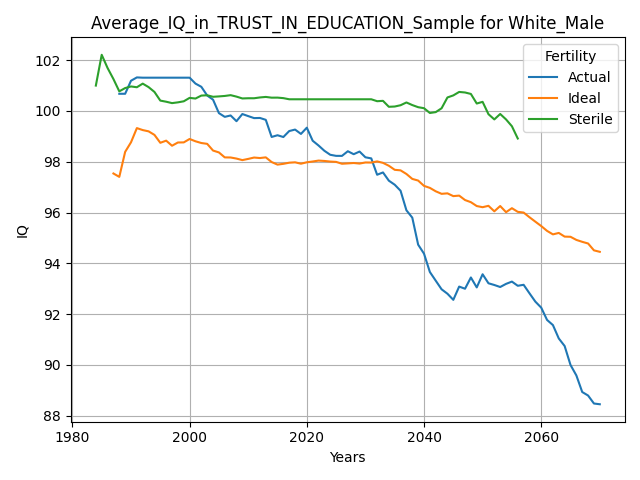 Average_IQ_in_TRUST_IN_EDUCATION_Sample for White_Male
Fertility
Actual
Ideal
Sterile
IQ
102
100
98
96
94
92
90
88
1980
2000
2020
2040
2060
Years